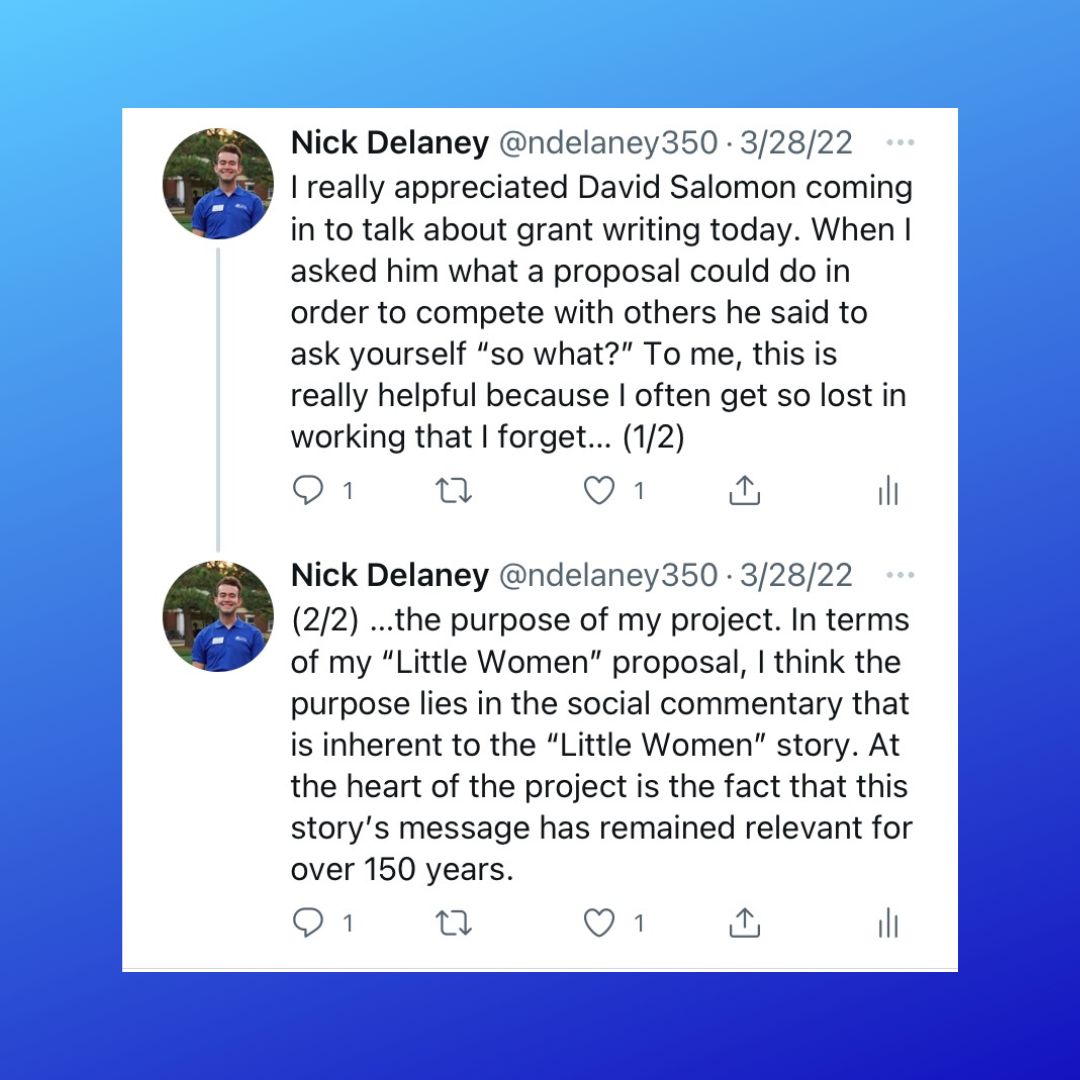 Nick Delaney @ndelaney350 · 3/28/22 ...
I really appreciated David Salomon coming
in to talk about grant writing today. When I
asked him what a proposal could do in
order to compete with others he said to
ask yourself “so what?” To me, this is
really helpful because I often get so lost in
working that I forget... (1/2)
1 1
Nick Delaney @ndelaney350 · 3/28/22 ...
(2/2) ...the purpose of my project. In terms
of my “Little Women” proposal, I think the
purpose lies in the social commentary that
is inherent to the “Little Women” story. At
the heart of the project is the fact that this
story’s message has remained relevant for
over 150 years.
1 1